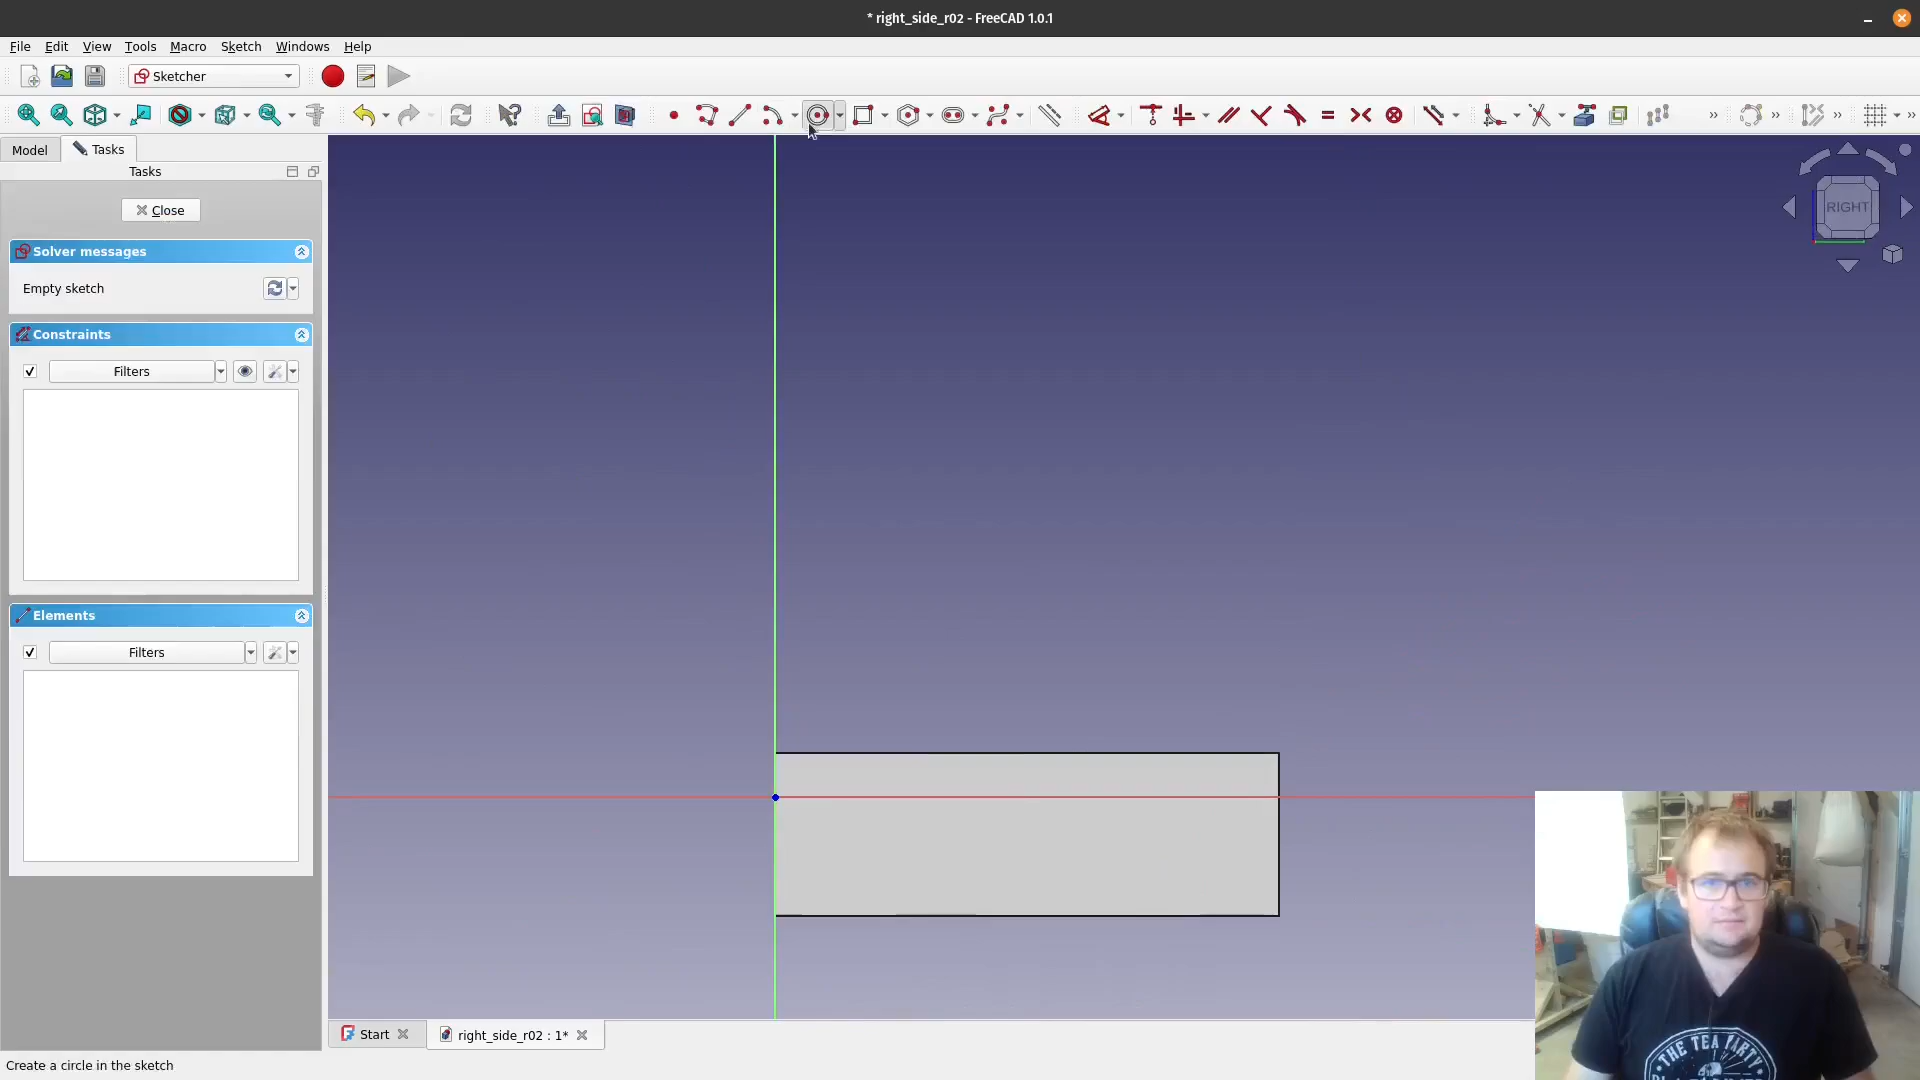 * right_side_r02 - FreeCAD 1.0.1
File Edit View Tools Macro Sketch Windows Help
Sketcher
Model Tasks
Tasks
Close
Solver messages
Empty sketch
Constraints
Filters
Elements
Filters
RIGHT
Start right_side_r02 : 1*
Create a circle in the sketch
THE TEA PARTY